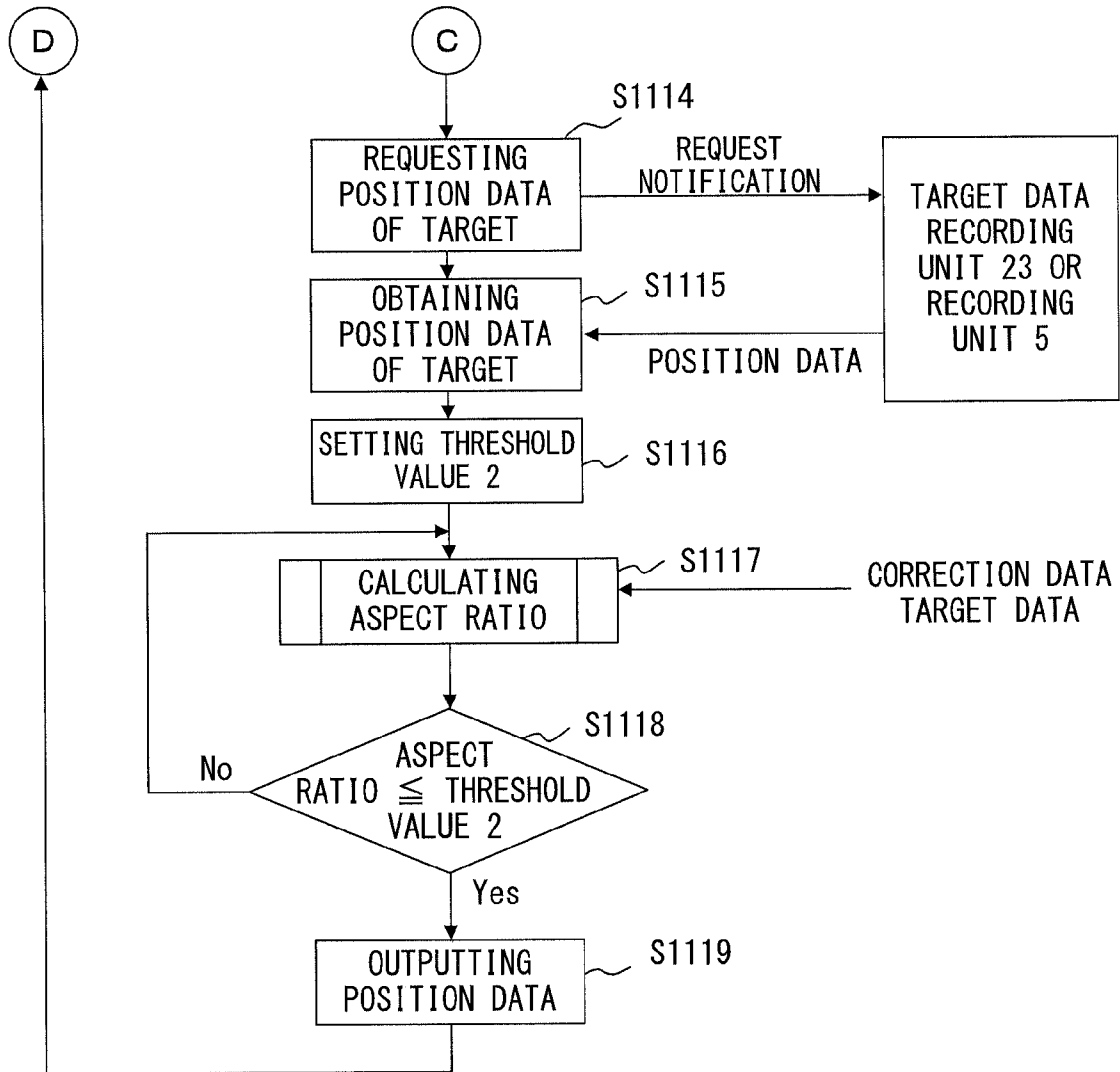 D
C
S1114
REQUESTING
POSITION DATA
OF TARGET
REQUEST
NOTIFICATION
TARGET DATA
RECORDING
UNIT 23 OR
RECORDING
UNIT 5
S1115
OBTAINING
POSITION DATA
OF TARGET
POSITION DATA
SETTING THRESHOLD
VALUE 2
S1116
S1117
CALCULATING
ASPECT RATIO
CORRECTION DATA
TARGET DATA
S1118
ASPECT
RATIO ≦ THRESHOLD
VALUE 2
No
Yes
S1119
OUTPUTTING
POSITION DATA